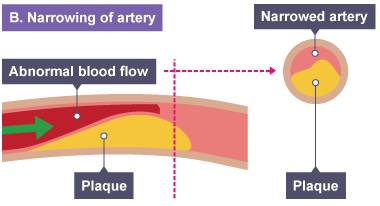 B. Narrowing of artery
Narrowed artery
Abnormal blood flow
Plaque
Plaque